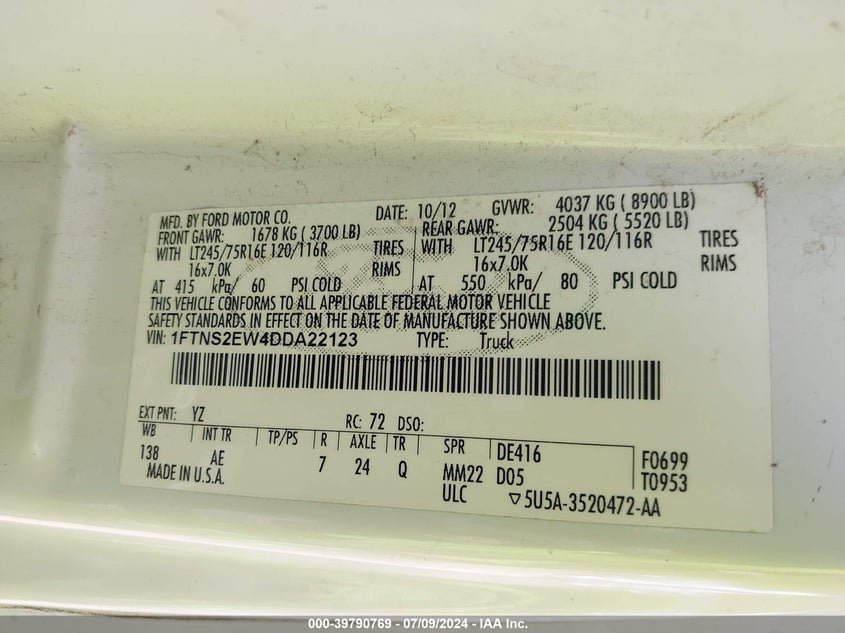 MFD. BY FORD MOTOR CO. DATE: 10/12 GVWR: 4037 KG ( 8900 LB)
FRONT GAWR: 1678 KG ( 3700 LB) REAR GAWR: 2504 KG ( 5520 LB)
WITH LT245/75R16E 120/116R TIRES WITH LT245/75R16E 120/116R TIRES
16x7.0K RIMS 16x7.0K RIMS
AT 415 kPa/ 60 PSI COLD AT 550 kPa/ 80 PSI COLD
THIS VEHICLE CONFORMS TO ALL APPLICABLE FEDERAL MOTOR VEHICLE
SAFETY STANDARDS IN EFFECT ON THE DATE OF MANUFACTURE SHOWN ABOVE.
VIN: 1FTNS2EW4DDA22123 TYPE: Truck
EXT PNT: YZ RC: 72 DSO:
WB INT TR TP/PS R AXLE TR SPR DE416 F0699
138 AE 7 24 Q MM22 D05 T0953
MADE IN U.S.A. ULC ▽5U5A-3520472-AA
000-39790769 / 07/09/2024 - IAA Inc.